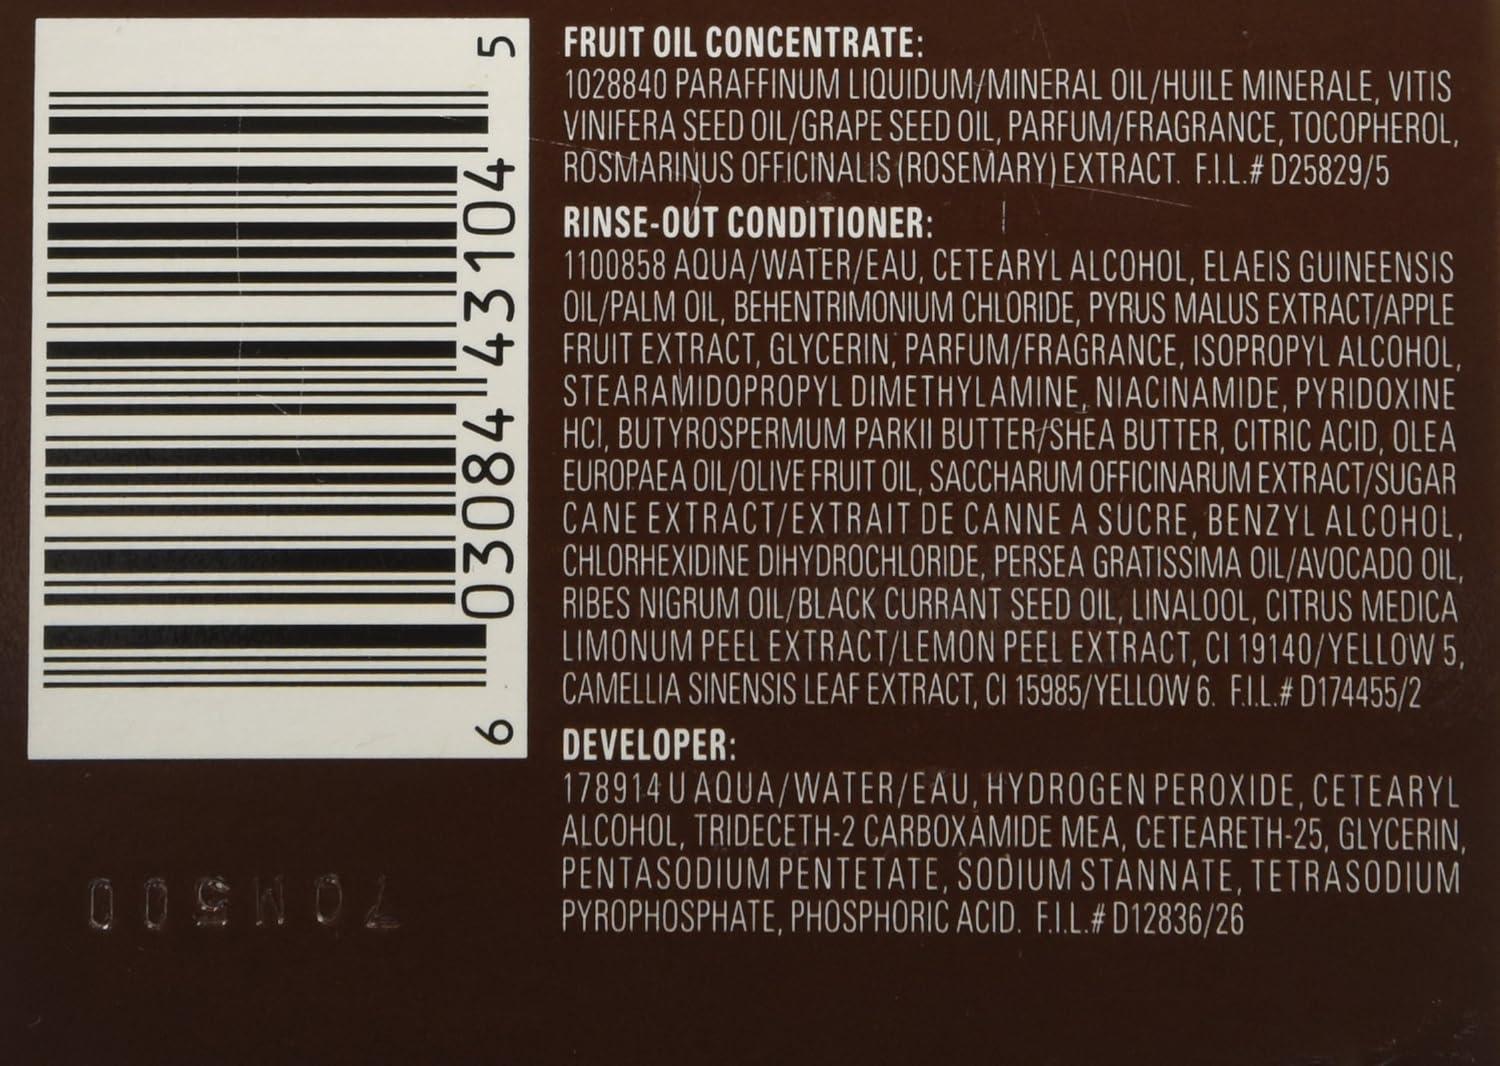 6 03084 43104 5
FRUIT OIL CONCENTRATE:
1028840 PARAFFINUM LIQUIDUM/MINERAL OIL/HUILE MINERALE, VITIS
VINIFERA SEED OIL/GRAPE SEED OIL, PARFUM/FRAGRANCE, TOCOPHEROL,
ROSMARINUS OFFICINALIS (ROSEMARY) EXTRACT. F.I.L.# D25829/5
RINSE-OUT CONDITIONER:
1100858 AQUA/WATER/EAU, CETEARYL ALCOHOL, ELAEIS GUINEENSIS
OIL/PALM OIL, BEHENTRIMONIUM CHLORIDE, PYRUS MALUS EXTRACT/APPLE
FRUIT EXTRACT, GLYCERIN, PARFUM/FRAGRANCE, ISOPROPYL ALCOHOL,
STEARAMIDOPROPYL DIMETHYLAMINE, NIACINAMIDE, PYRIDOXINE
HCI, BUTYROSPERMUM PARKII BUTTER/SHEA BUTTER, CITRIC ACID, OLEA
EUROPAEA OIL/OLIVE FRUIT OIL, SACCHARUM OFFICINARUM EXTRACT/SUGAR
CANE EXTRACT/EXTRAIT DE CANNE A SUCRE, BENZYL ALCOHOL,
CHLORHEXIDINE DIHYDROCHLORIDE, PERSEA GRATISSIMA OIL/AVOCADO OIL,
RIBES NIGRUM OIL/BLACK CURRANT SEED OIL, LINALOOL, CITRUS MEDICA
LIMONUM PEEL EXTRACT/LEMON PEEL EXTRACT, CI 19140/YELLOW 5,
CAMELLIA SINENSIS LEAF EXTRACT, CI 15985/YELLOW 6. F.I.L.# D174455/2
DEVELOPER:
178914 U AQUA/WATER/EAU, HYDROGEN PEROXIDE, CETEARYL
ALCOHOL, TRIDECETH-2 CARBOXAMIDE MEA, CETEARETH-25, GLYCERIN,
PENTASODIUM PENTETATE, SODIUM STANNATE, TETRASODIUM
PYROPHOSPHATE, PHOSPHORIC ACID. F.I.L.# D12836/26